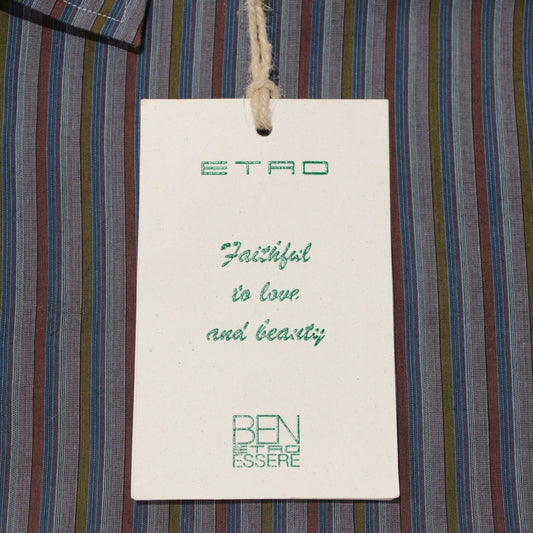 ETRO
Faithful
to love
and beauty
BEN
ETRO
ESSERE